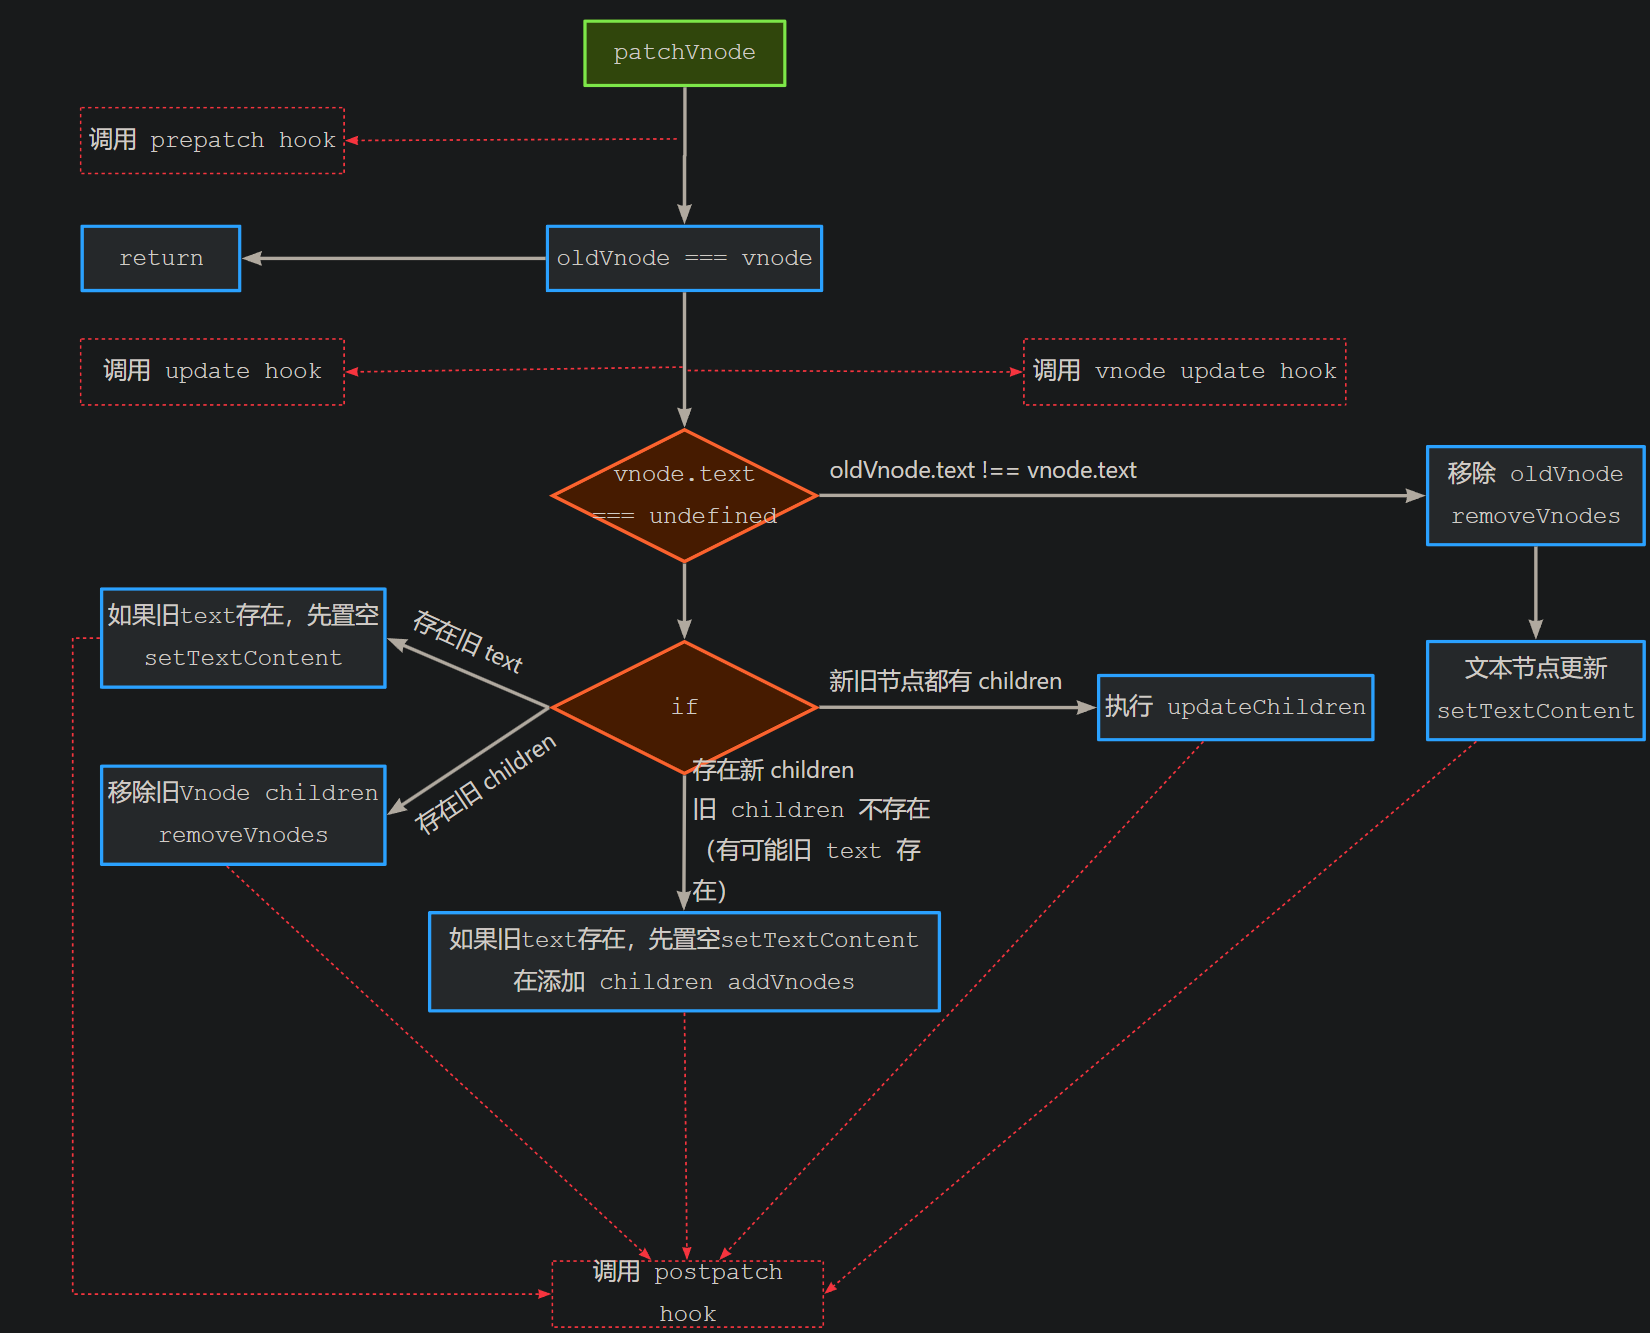 patchVnode
调用 prepatch hook
return
oldVnode === vnode
调用 update hook
调用 vnode update hook
vnode.text
=== undefined
oldVnode.text !== vnode.text
移除 oldVnode
removeVnodes
如果旧text存在，先置空
setTextContent
存在旧 text
if
新旧节点都有 children
执行 updateChildren
文本节点更新
setTextContent
移除旧Vnode children
removeVnodes
存在旧 children
存在新 children
旧 children 不存在
（有可能旧 text 存
在）
如果旧text存在，先置空setTextContent
在添加 children addVnodes
调用 postpatch
hook